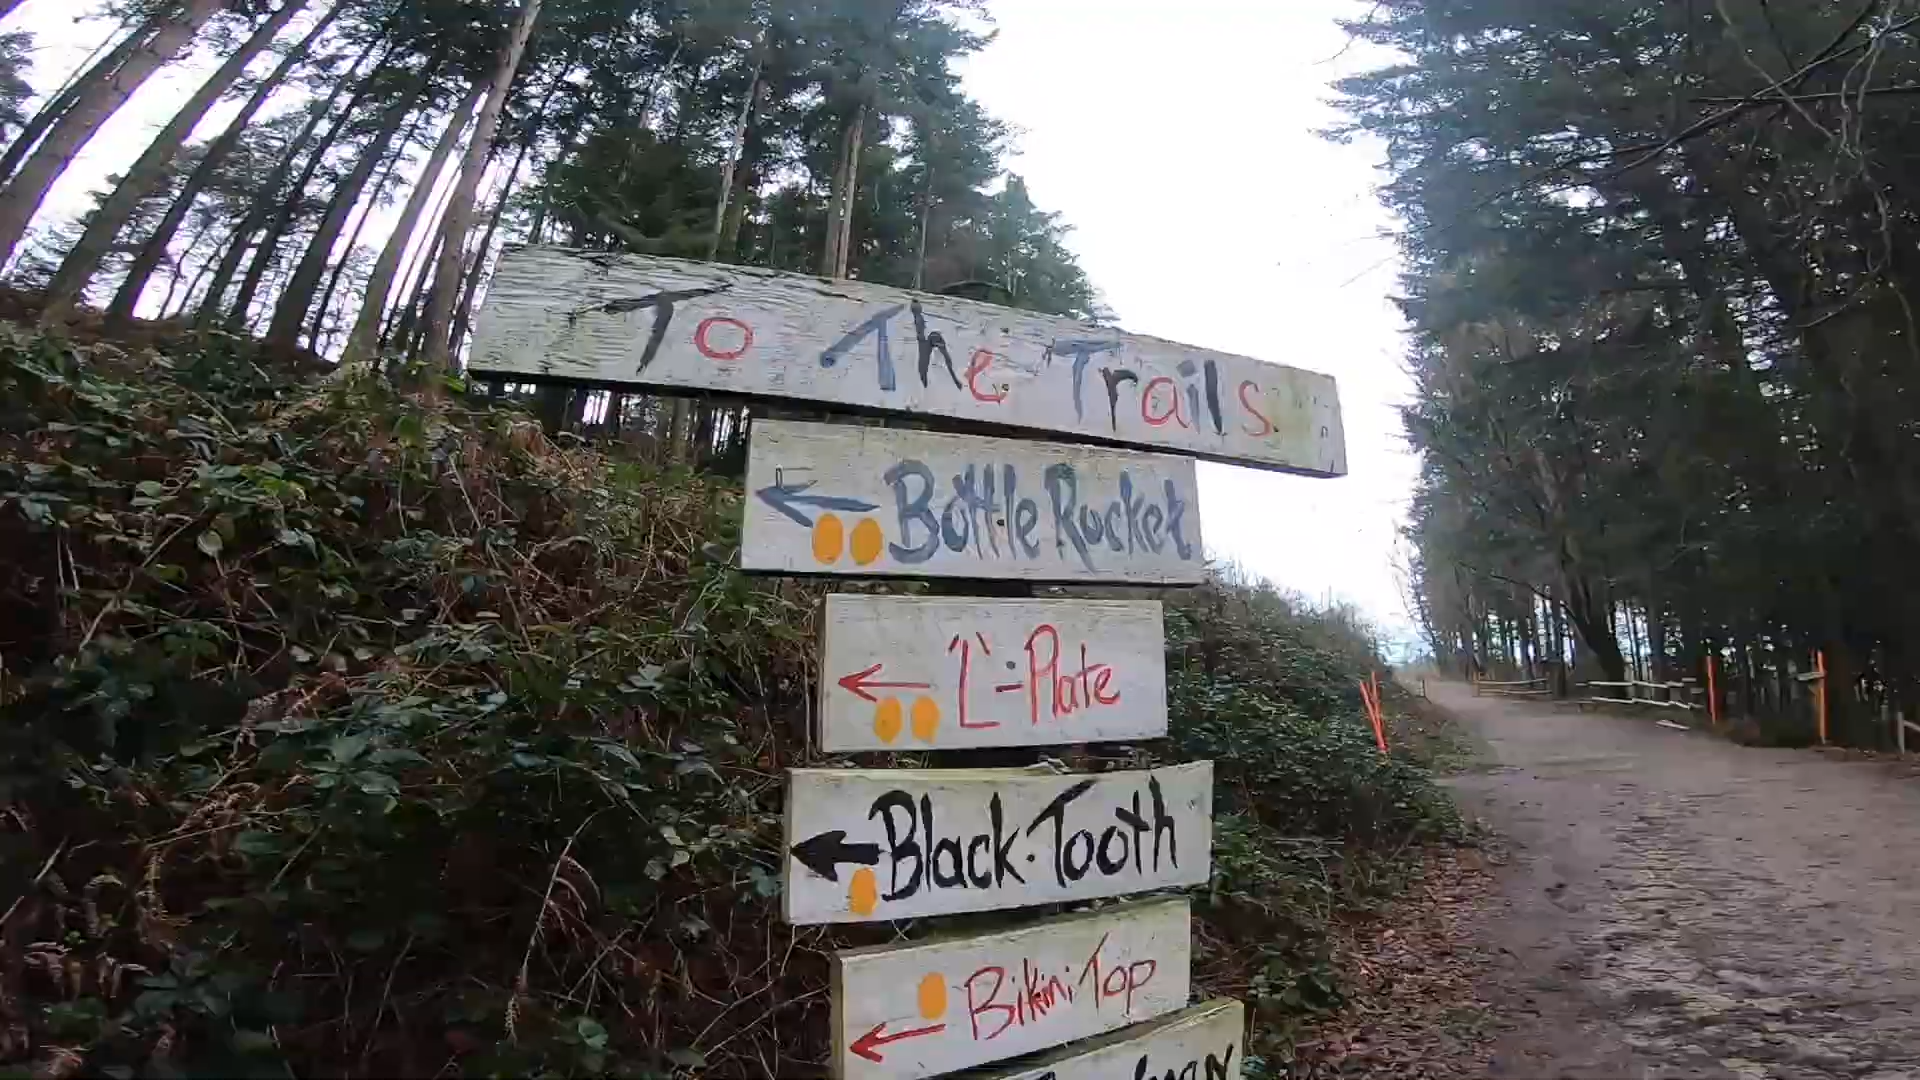 To The Trails
Bottle Rocket
'L'-Plate
Black·Tooth
Bikini Top